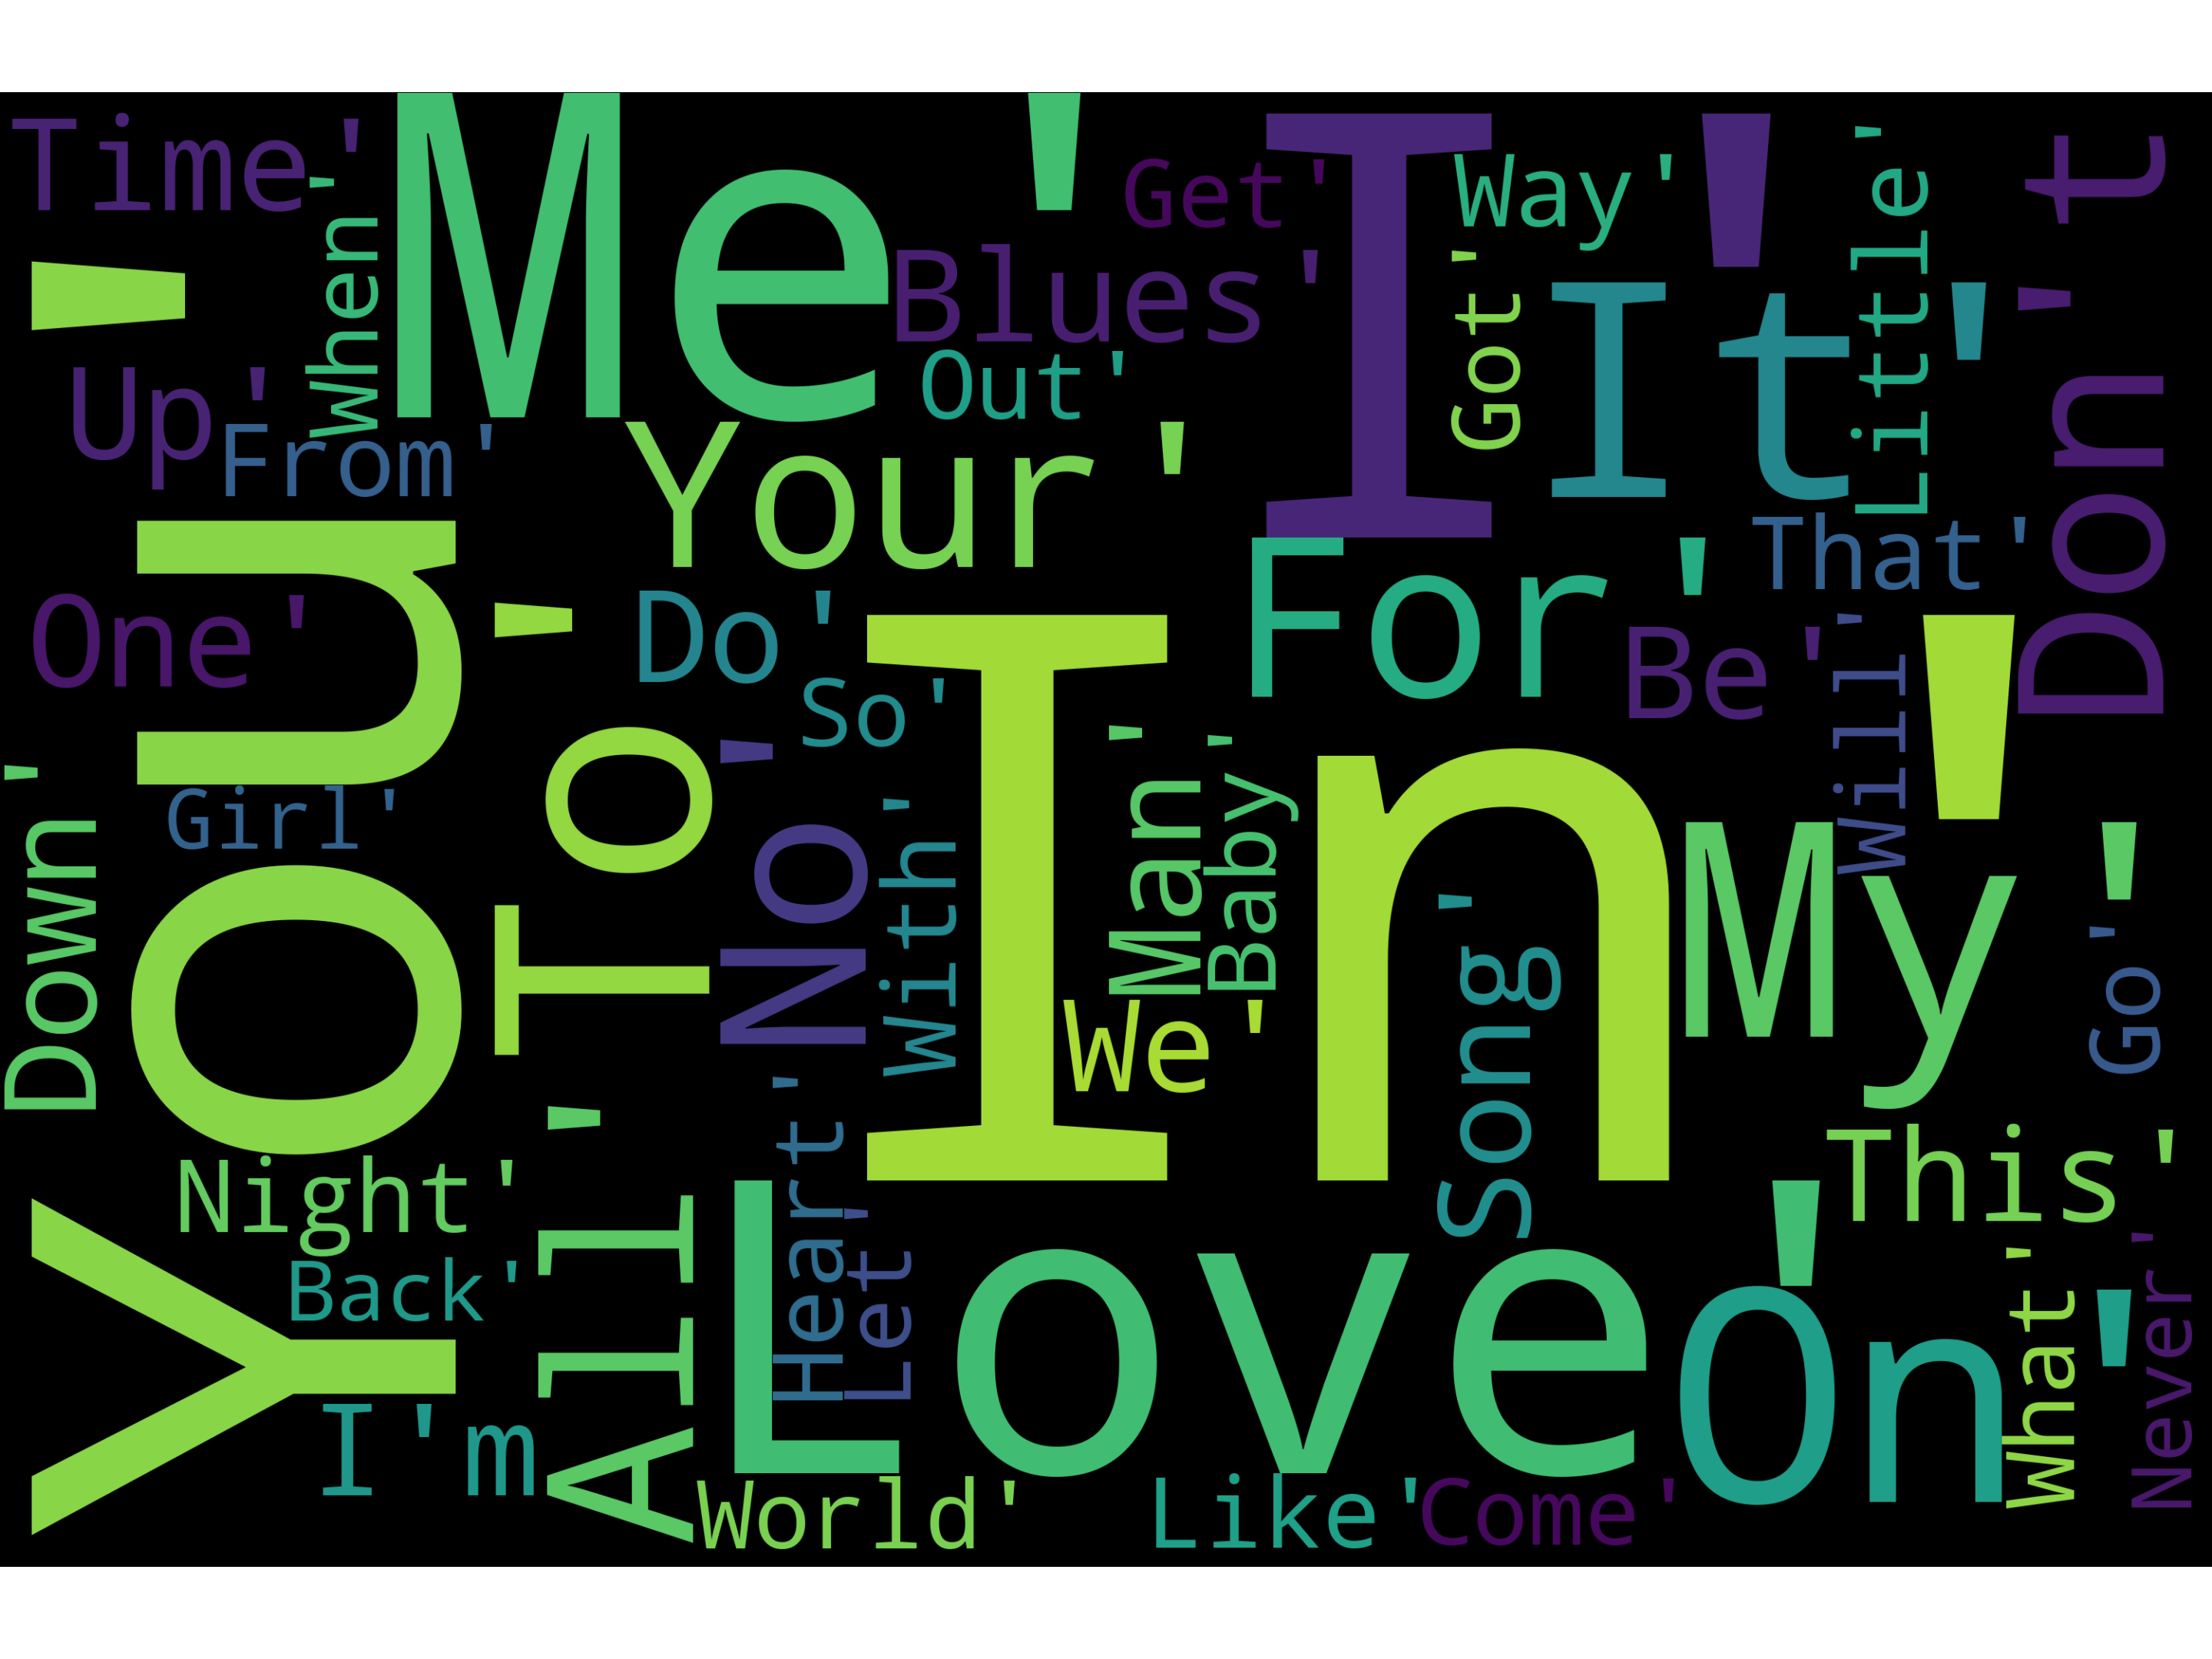 Time'
When'
Me'
Get'
Way'
I'
Little'
Don't'
Blues'
Out'
Got'
It'
Up'
From'
Your'
That'
For'
One'
Do'
Be'
Will'
So'
You'
To'
No'
With'
Man'
Baby'
In'
My'
Girl'
Down'
Song'
Go'
We'
Night'
This'
Back'
All'
Heart'
Let'
Love'
on'
What'
Never'
I'm
World'
Like'
Come'